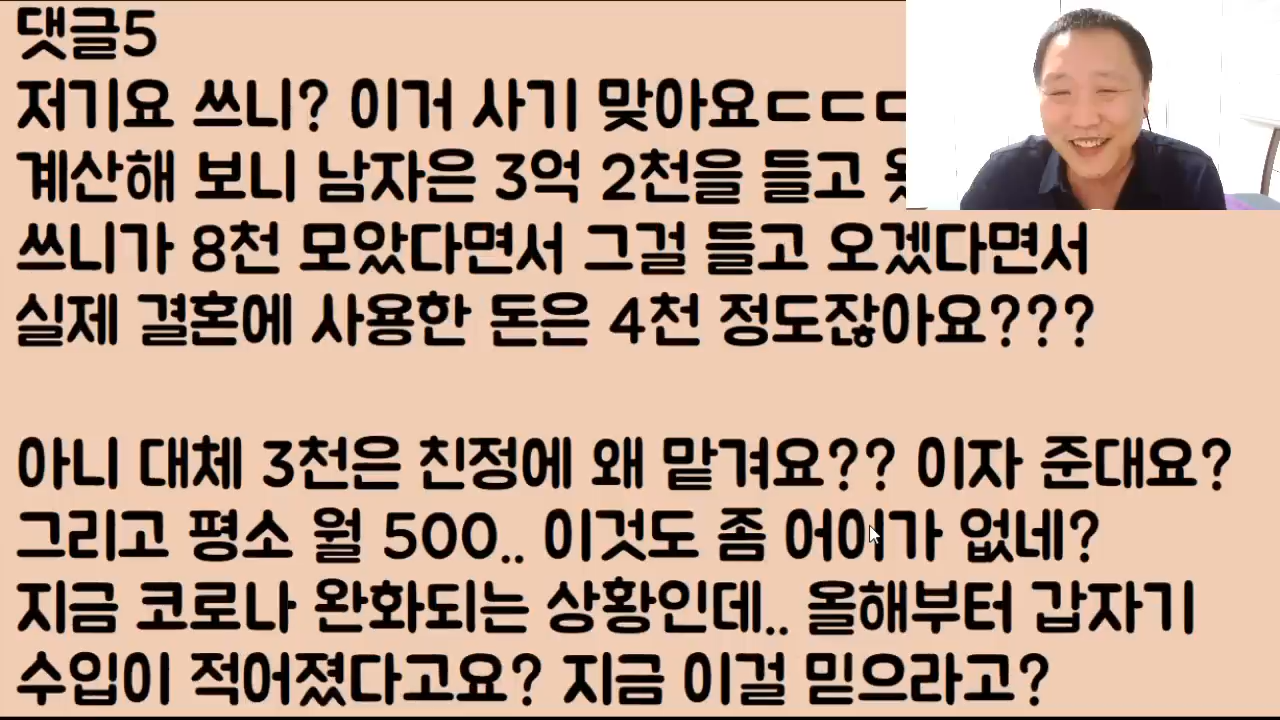 댓글5
저기요 쓰니? 이거 사기 맞아요ㄷㄷㄷ
계산해 보니 남자은 3억 2천을 들고
쓰니가 8천 모았다면서 그걸 들고 오겠다면서
실제 결혼에 사용한 돈은 4천 정도잖아요???
아니 대체 3천은 친정에 왜 맡겨요?? 이자 준대요?
그리고 평소 월 500.. 이것도 좀 어이가 없네?
지금 코로나 완화되는 상황인데.. 올해부터 갑자기
수입이 적어졌다고요? 지금 이걸 믿으라고?